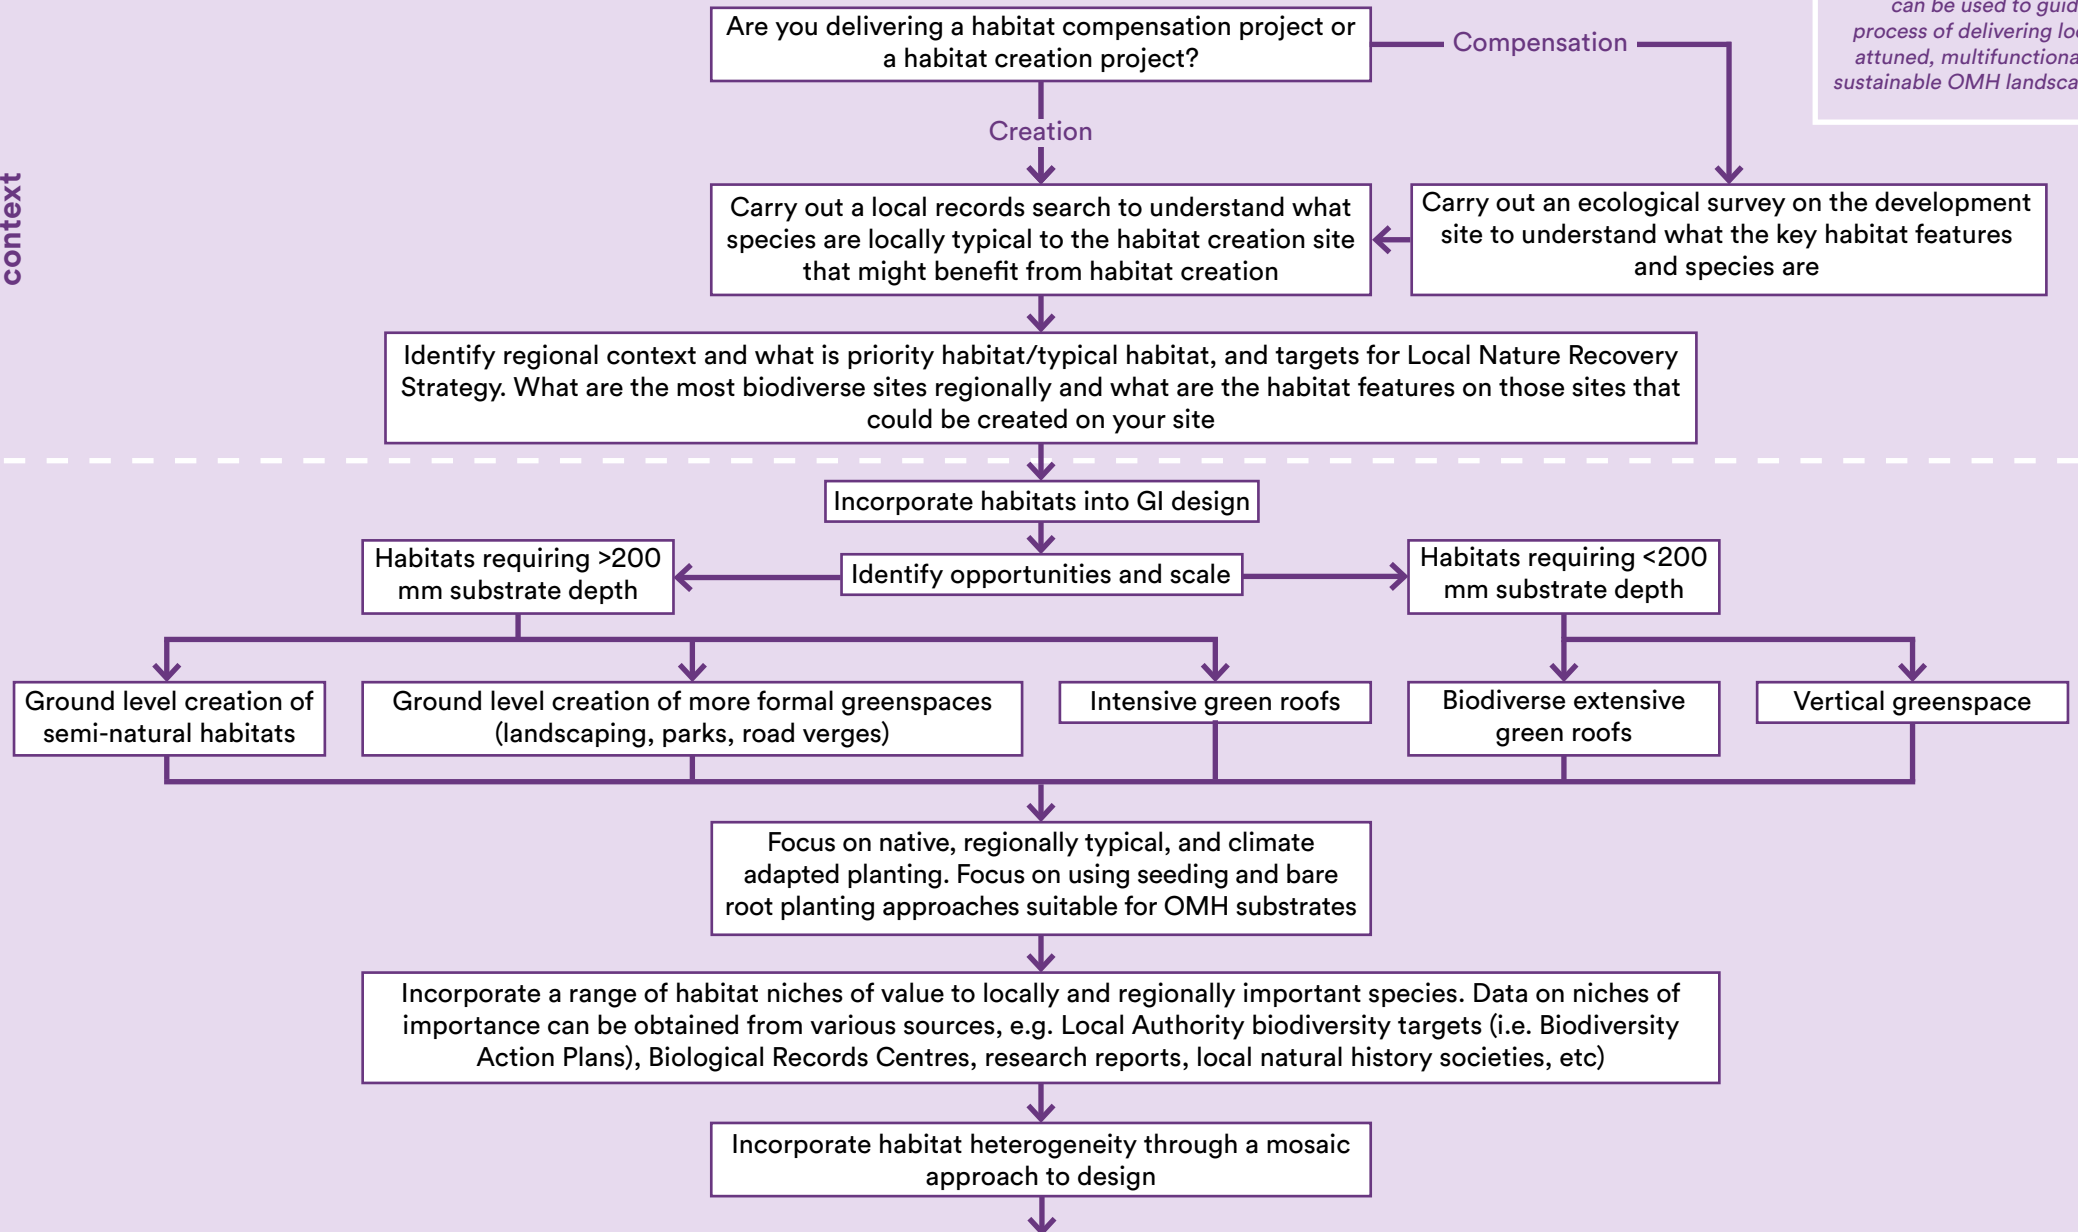 can be used to guid
process of delivering loc
attuned, multifunctiona
sustainable OMH landsca
Are you delivering a habitat compensation project or
a habitat creation project?
Compensation
Creation
context
Carry out a local records search to understand what
species are locally typical to the habitat creation site
that might benefit from habitat creation
Carry out an ecological survey on the development
site to understand what the key habitat features
and species are
Identify regional context and what is priority habitat/typical habitat, and targets for Local Nature Recovery
Strategy. What are the most biodiverse sites regionally and what are the habitat features on those sites that
could be created on your site
Incorporate habitats into GI design
Habitats requiring >200
mm substrate depth
Identify opportunities and scale
Habitats requiring <200
mm substrate depth
Ground level creation of
semi-natural habitats
Ground level creation of more formal greenspaces
(landscaping, parks, road verges)
Intensive green roofs
Biodiverse extensive
green roofs
Vertical greenspace
Focus on native, regionally typical, and climate
adapted planting. Focus on using seeding and bare
root planting approaches suitable for OMH substrates
Incorporate a range of habitat niches of value to locally and regionally important species. Data on niches of
importance can be obtained from various sources, e.g. Local Authority biodiversity targets (i.e. Biodiversity
Action Plans), Biological Records Centres, research reports, local natural history societies, etc)
Incorporate habitat heterogeneity through a mosaic
approach to design